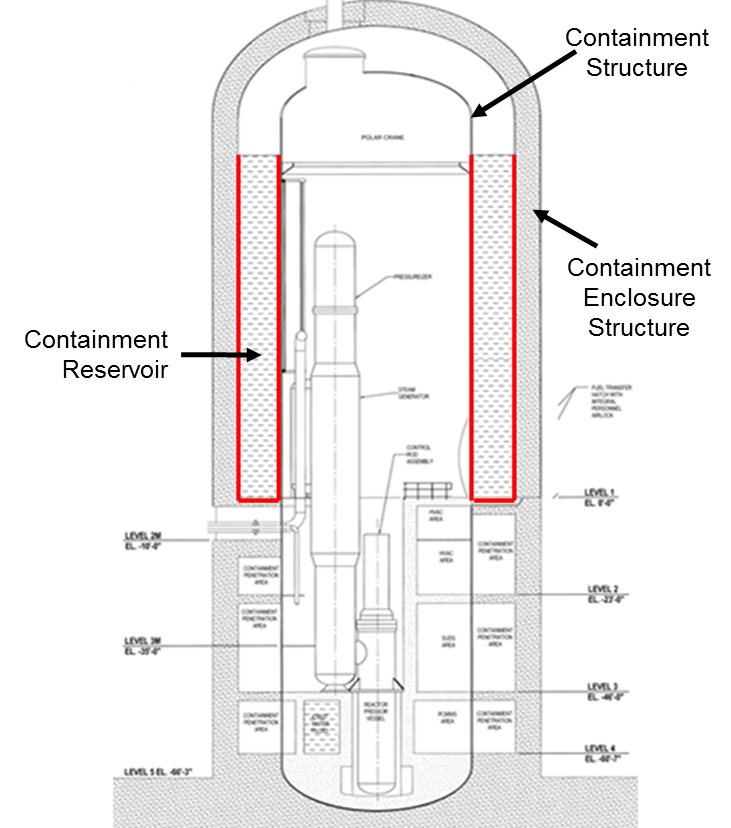 Containment
Structure
POLAR CRANE
Containment
Enclosure
Structure
PRESSURIZER
Containment
Reservoir
STEAM
GENERATOR
FUEL TRANSFER
HATCH WITH
INTEGRAL
PERSONNEL
AIRLOCK
CONTROL
ROD
ASSEMBLY
LEVEL 1
EL. 0'-0"
HVAC
AREA
LEVEL 2M
EL. -10'-0"
HVAC
AREA
CONTAINMENT
PENETRATION
AREA
CONTAINMENT
PENETRATION
AREA
LEVEL 2
EL. -23'-0"
CONTAINMENT
PENETRATION
AREA
LEVEL 3M
EL. -35'-0"
AREA
CONTAINMENT
PENETRATION
AREA
LEVEL 3
EL. -46'-0"
CONTAINMENT
PENETRATION
AREA
WATER
REACTOR
PRESSURE
VESSEL
AREA
CONTAINMENT
PENETRATION
AREA
LEVEL 4
EL. -60'-7"
LEVEL 5 EL. -66'-3"